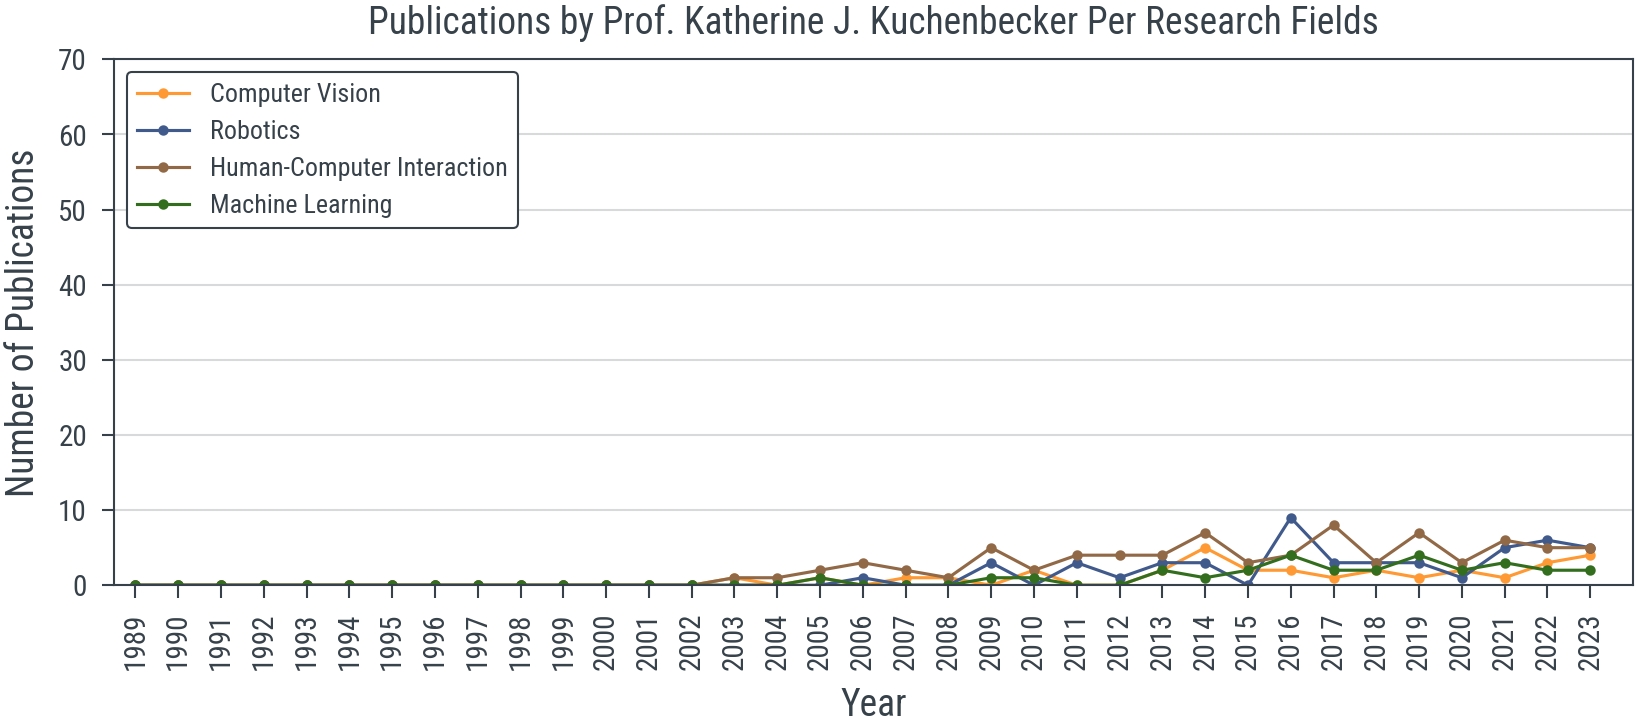 Publications by Prof. Katherine J. Kuchenbecker Per Research Fields
Number of Publications
70
60
50
40
30
20
10
0
Computer Vision
Robotics
Human-Computer Interaction
Machine Learning
1989 1990 1991 1992 1993 1994 1995 1996 1997 1998 1999 2000 2001 2002 2003 2004 2005 2006 2007 2008 2009 2010 2011 2012 2013 2014 2015 2016 2017 2018 2019 2020 2021 2022 2023
Year